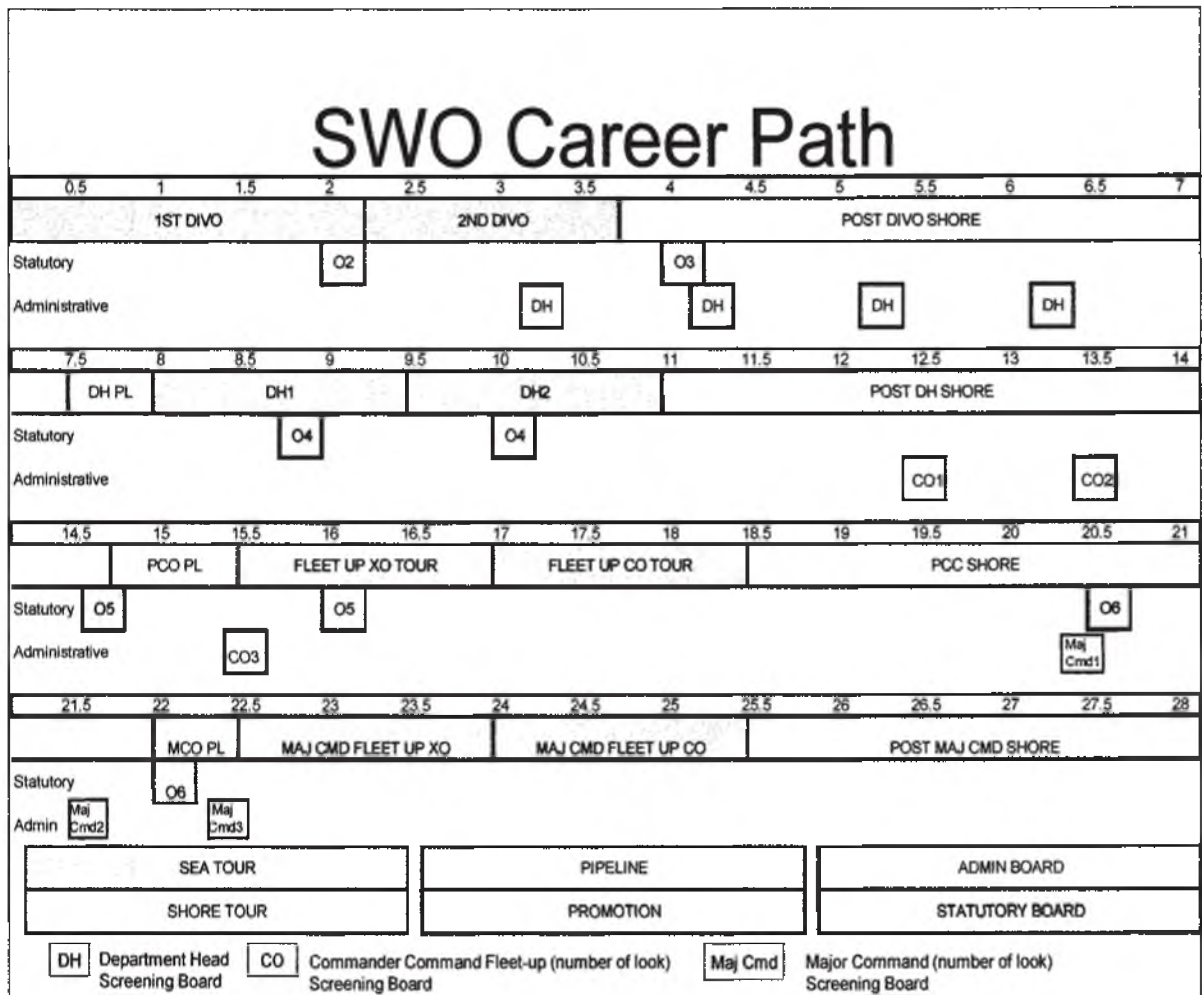 SWO Career Path
0.5 1 1.5 2 2.5 3 3.5 4 4.5 5 5.5 6 6.5 7
1ST DIVO 2ND DIVO POST DIVO SHORE
Statutory O2 O3
Administrative DH DH DH DH
7.5 8 8.5 9 9.5 10 10.5 11 11.5 12 12.5 13 13.5 14
DH PL DH1 DH2 POST DH SHORE
Statutory O4 O4
Administrative CO1 CO2
14.5 15 15.5 16 16.5 17 17.5 18 18.5 19 19.5 20 20.5 21
PCO PL FLEET UP XO TOUR FLEET UP CO TOUR PCC SHORE
Statutory O5 O5 O6
Administrative CO3 Maj
Cmd1
21.5 22 22.5 23 23.5 24 24.5 25 25.5 26 26.5 27 27.5 28
MCO PL MAJ CMD FLEET UP XO MAJ CMD FLEET UP CO POST MAJ CMD SHORE
Statutory O6
Admin Maj Maj
Cmd2 Cmd3
SEA TOUR PIPELINE ADMIN BOARD
SHORE TOUR PROMOTION STATUTORY BOARD
DH Department Head CO Commander Command Fleet-up (number of look) Maj Cmd Major Command (number of look)
Screening Board Screening Board Screening Board